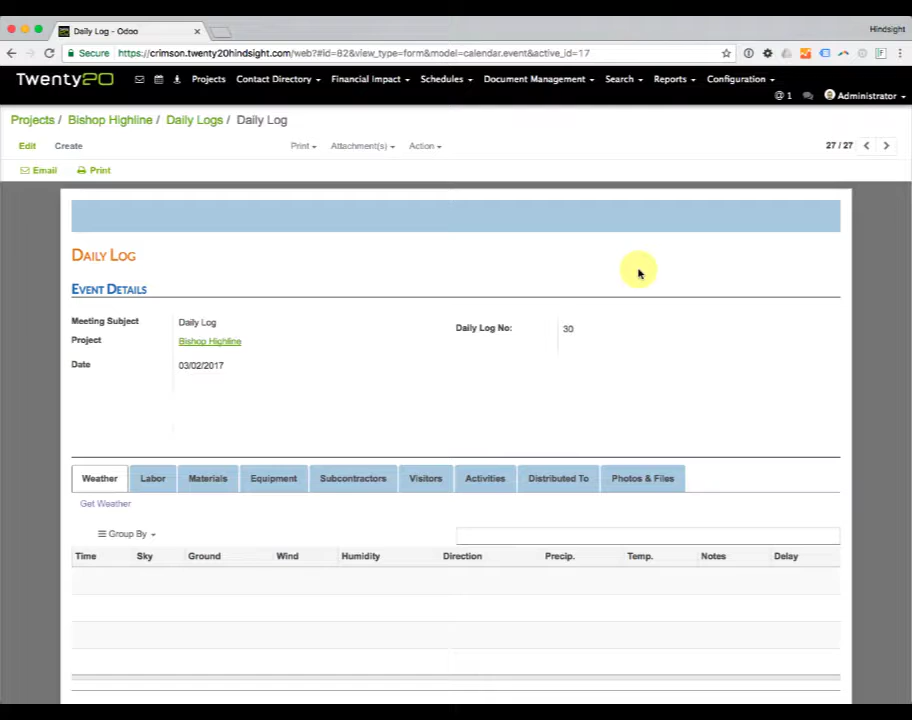 Daily Log - Odoo
Hindsight
Secure https://crimson.twenty20hindsight.com/web?#id=82&view_type=form&model=calendar.event&active_id=17
Twenty20 Projects Contact Directory Financial Impact Schedules Document Management Search Reports Configuration
@ 1 Administrator
Projects / Bishop Highline / Daily Logs / Daily Log
Edit Create Print Attachment(s) Action 27 / 27
Email Print
DAILY LOG
EVENT DETAILS
Meeting Subject Daily Log
Daily Log No: 30
Project Bishop Highline
Date 03/02/2017
Weather Labor Materials Equipment Subcontractors Visitors Activities Distributed To Photos & Files
Get Weather
Group By
Time Sky Ground Wind Humidity Direction Precip. Temp. Notes Delay